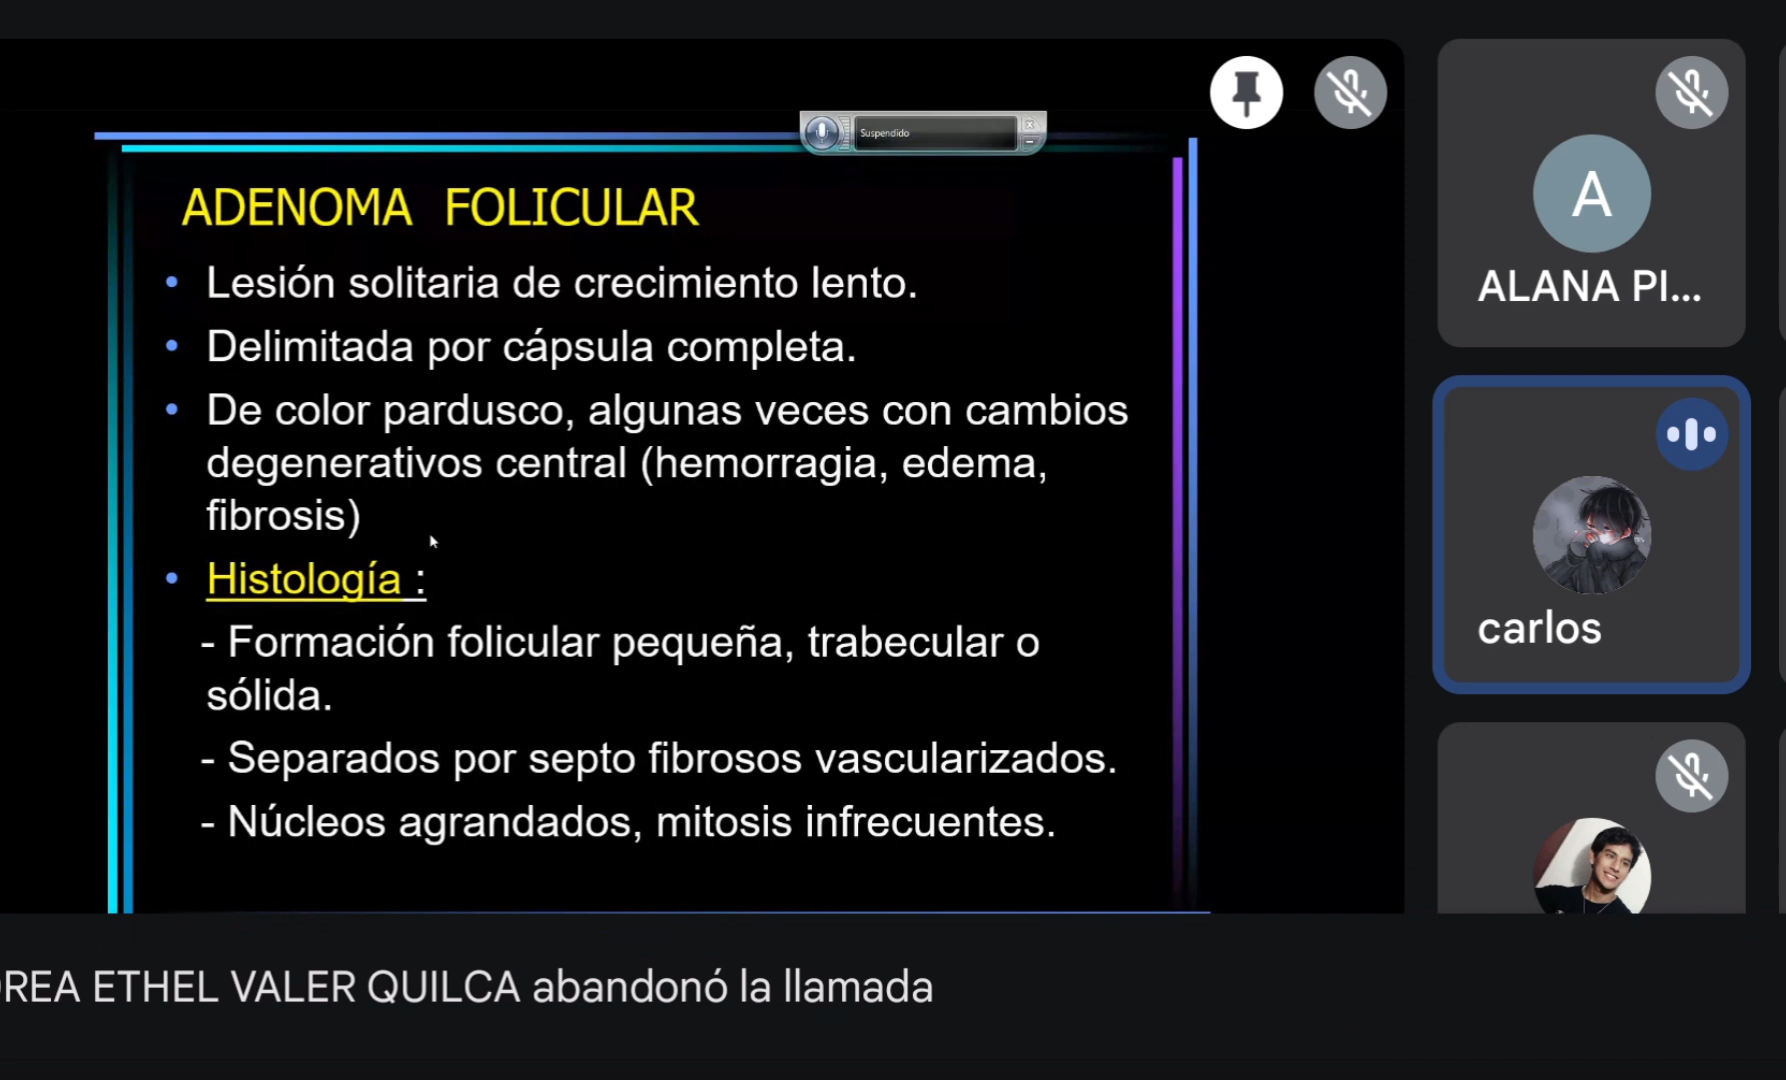 Suspendido
ADENOMA FOLICULAR
• Lesión solitaria de crecimiento lento.
• Delimitada por cápsula completa.
• De color pardusco, algunas veces con cambios
degenerativos central (hemorragia, edema,
fibrosis)
• Histología :
- Formación folicular pequeña, trabecular o
sólida.
- Separados por septo fibrosos vascularizados.
- Núcleos agrandados, mitosis infrecuentes.
A
ALANA PI...
carlos
REA ETHEL VALER QUILCA abandonó la llamada